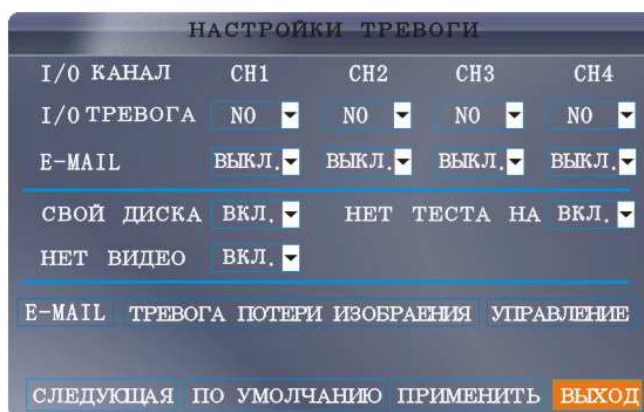 НАСТРОЙКИ ТРЕВОГИ
I/O КАНАЛ CH1 CH2 CH3 CH4
I/O ТРЕВОГА NO NO NO NO
E-MAIL ВЫКЛ. ВЫКЛ. ВЫКЛ. ВЫКЛ.
СВОЙ ДИСКА ВКЛ. НЕТ ТЕСТА НА ВКЛ.
НЕТ ВИДЕО ВКЛ.
E-MAIL ТРЕВОГА ПОТЕРИ ИЗОБРАЕНИЯ УПРАВЛЕНИЕ
СЛЕДУЮЩАЯ ПО УМОЛЧАНИЮ ПРИМЕНИТЬ ВЫХОД